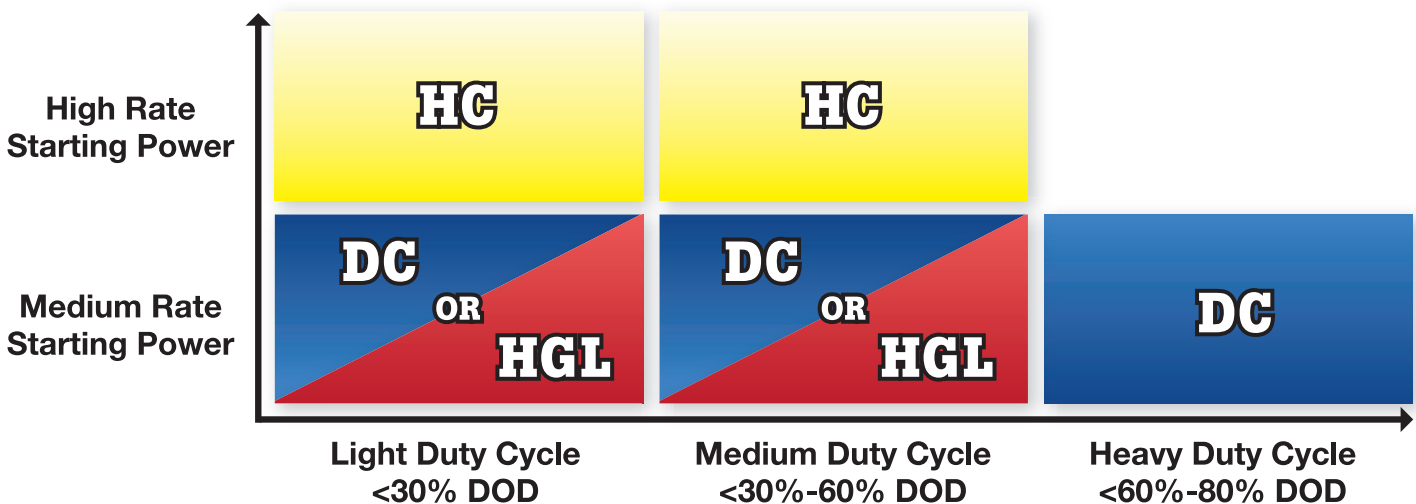 High Rate
Starting Power
HC
HC
Medium Rate
Starting Power
DC
OR
HGL
DC
OR
HGL
DC
Light Duty Cycle
<30% DOD
Medium Duty Cycle
<30%-60% DOD
Heavy Duty Cycle
<60%-80% DOD